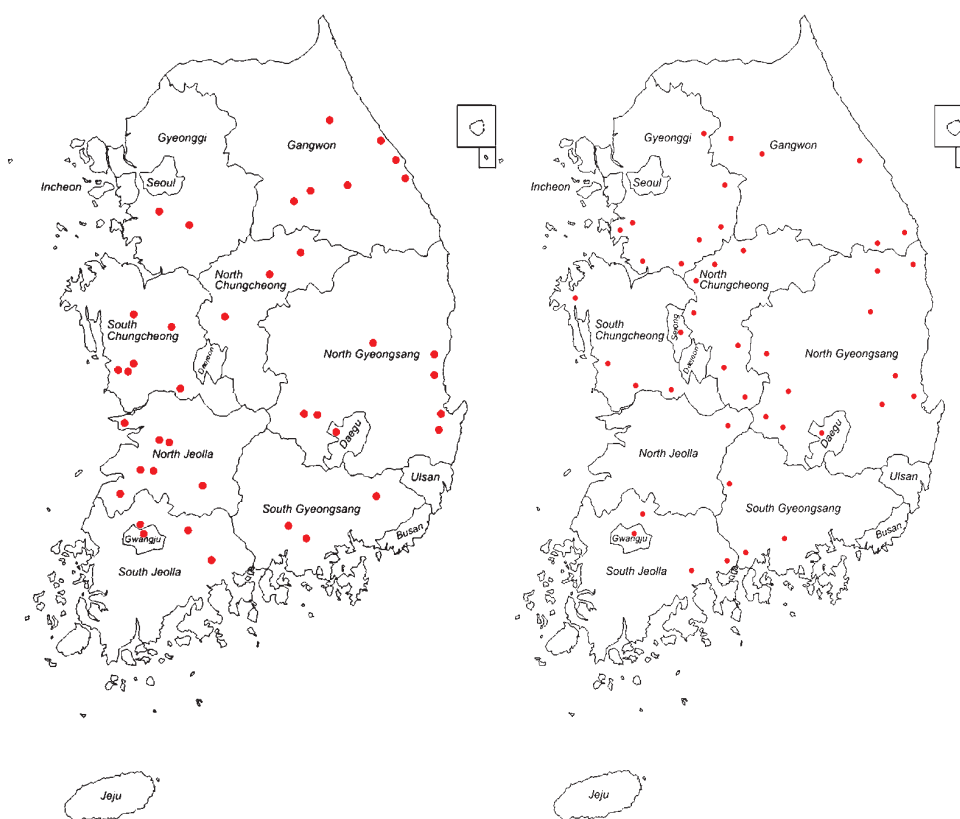 Gyeonggi
Gangwon
Seoul
Incheon
North
Chungcheong
South
Chungcheong
Daejeon
North Gyeongsang
Daegu
North Jeolla
Ulsan
South Gyeongsang
Busan
Gwangju
South Jeolla
Jeju
Gyeonggi
Gangwon
Seoul
Incheon
North
Chungcheong
South
Chungcheong
Sejong
Daejeon
North Gyeongsang
Daegu
North Jeolla
Ulsan
South Gyeongsang
Busan
Gwangju
South Jeolla
Jeju